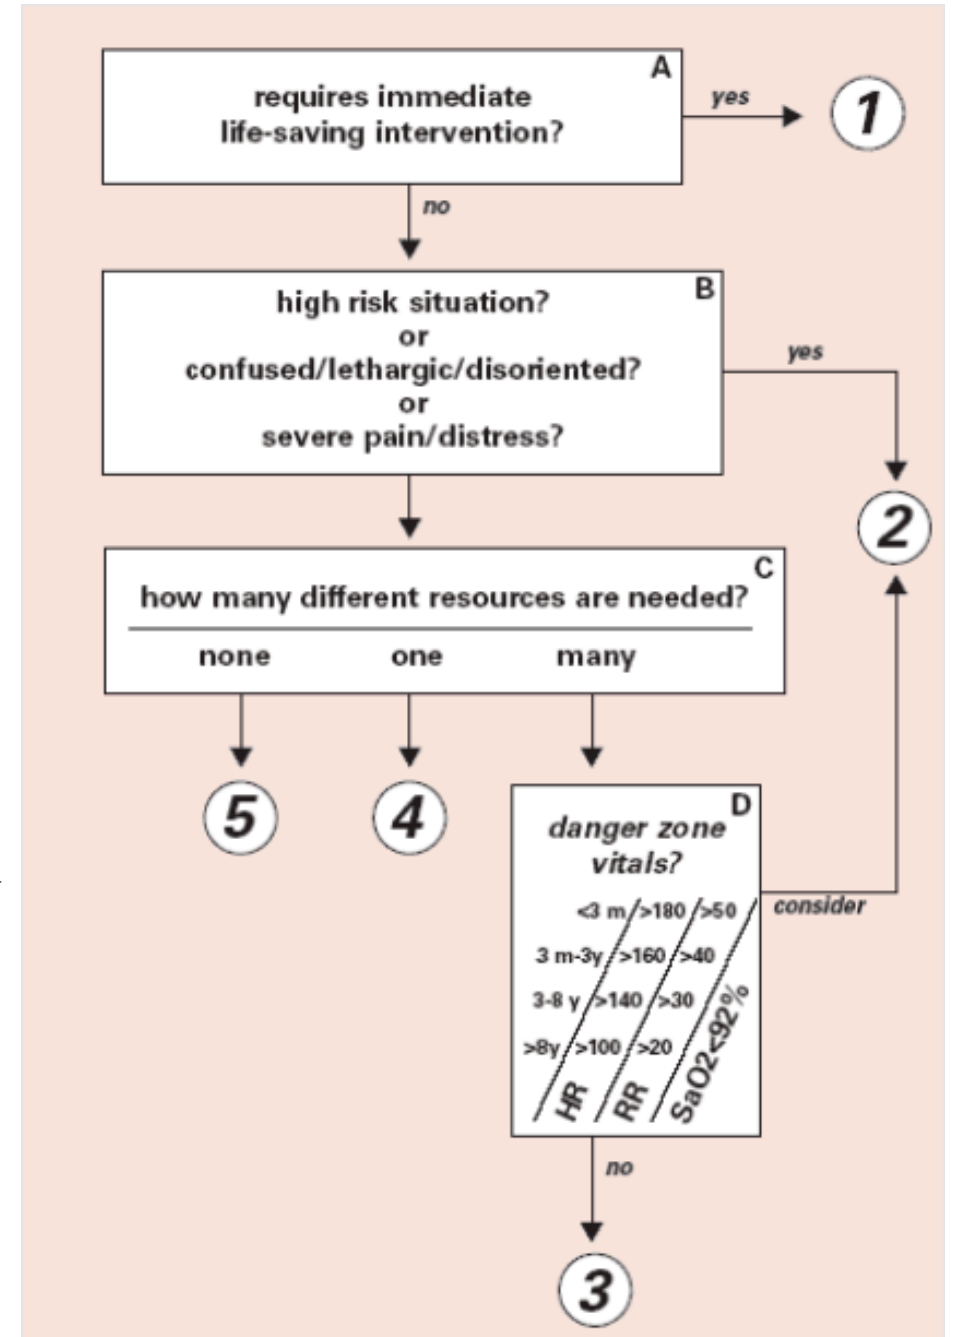 A
requires immediate
life-saving intervention?
yes
1
no
B
high risk situation?
or
confused/lethargic/disoriented?
or
severe pain/distress?
yes
2
C
how many different resources are needed?
none one many
5 4
D
danger zone
vitals?
<3 m >180 >50
3 m-3y >160 >40
3-8 y >140 >30
>8y >100 >20
HR RR SaO2<92%
consider
no
3